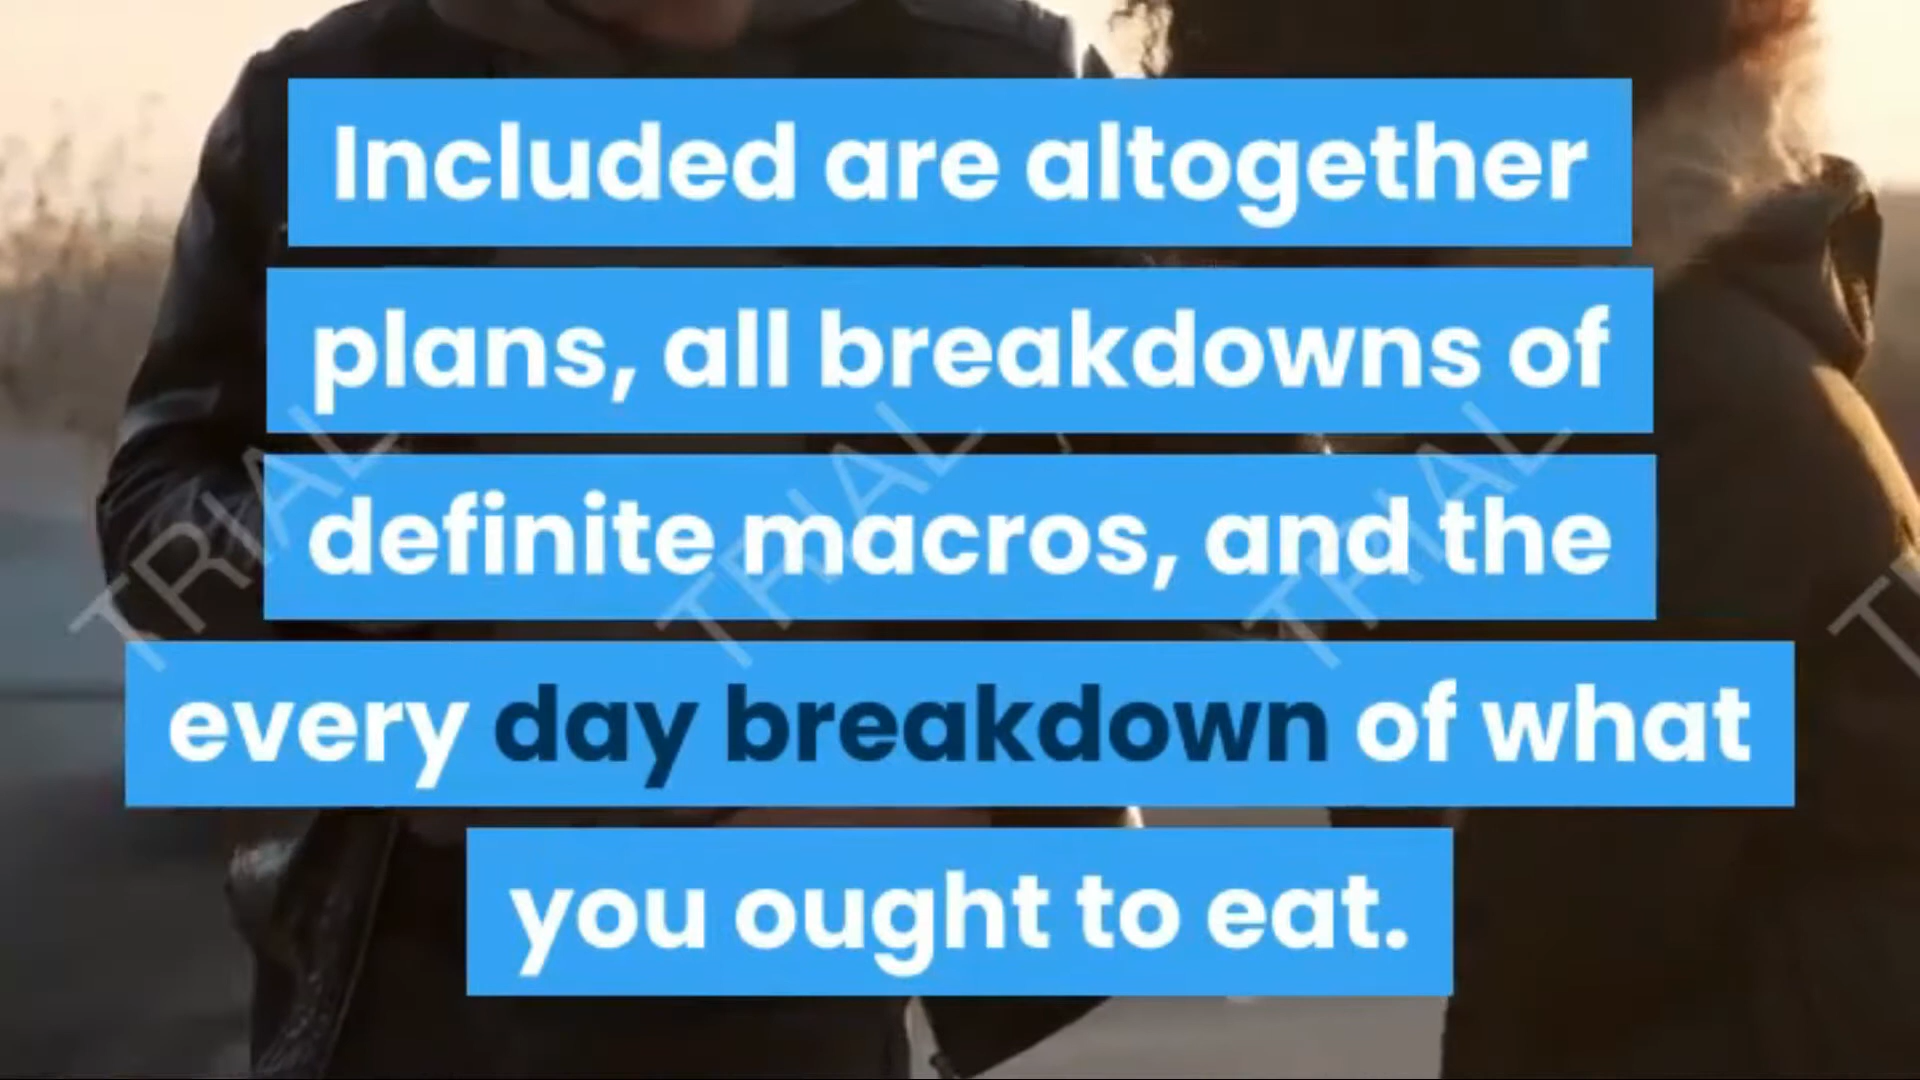 Included are altogether
plans, all breakdowns of
definite macros, and the
every day breakdown of what
you ought to eat.
TRIAL TRIAL TRIAL